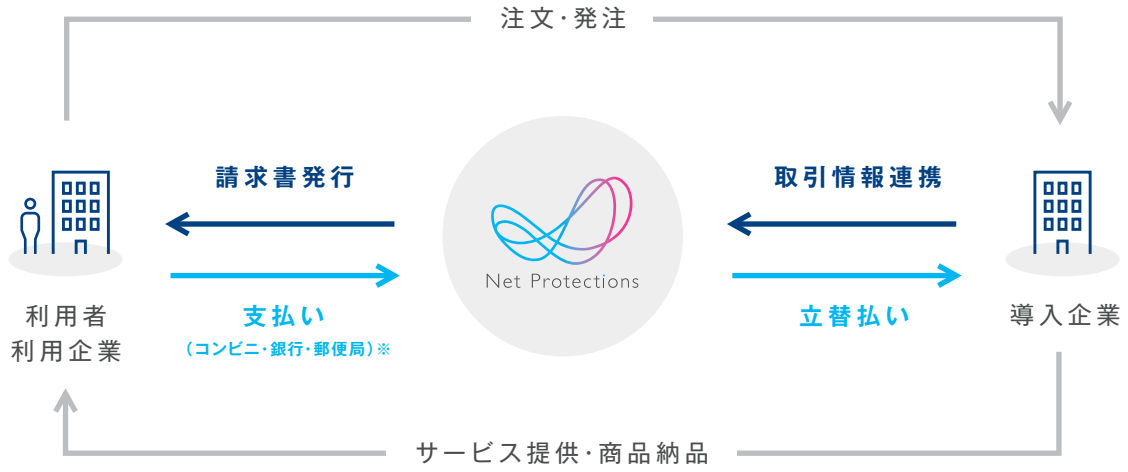 注文・発注
請求書発行
取引情報連携
Net Protections
支払い
（コンビニ・銀行・郵便局）※
立替払い
利用者
利用企業
導入企業
サービス提供・商品納品